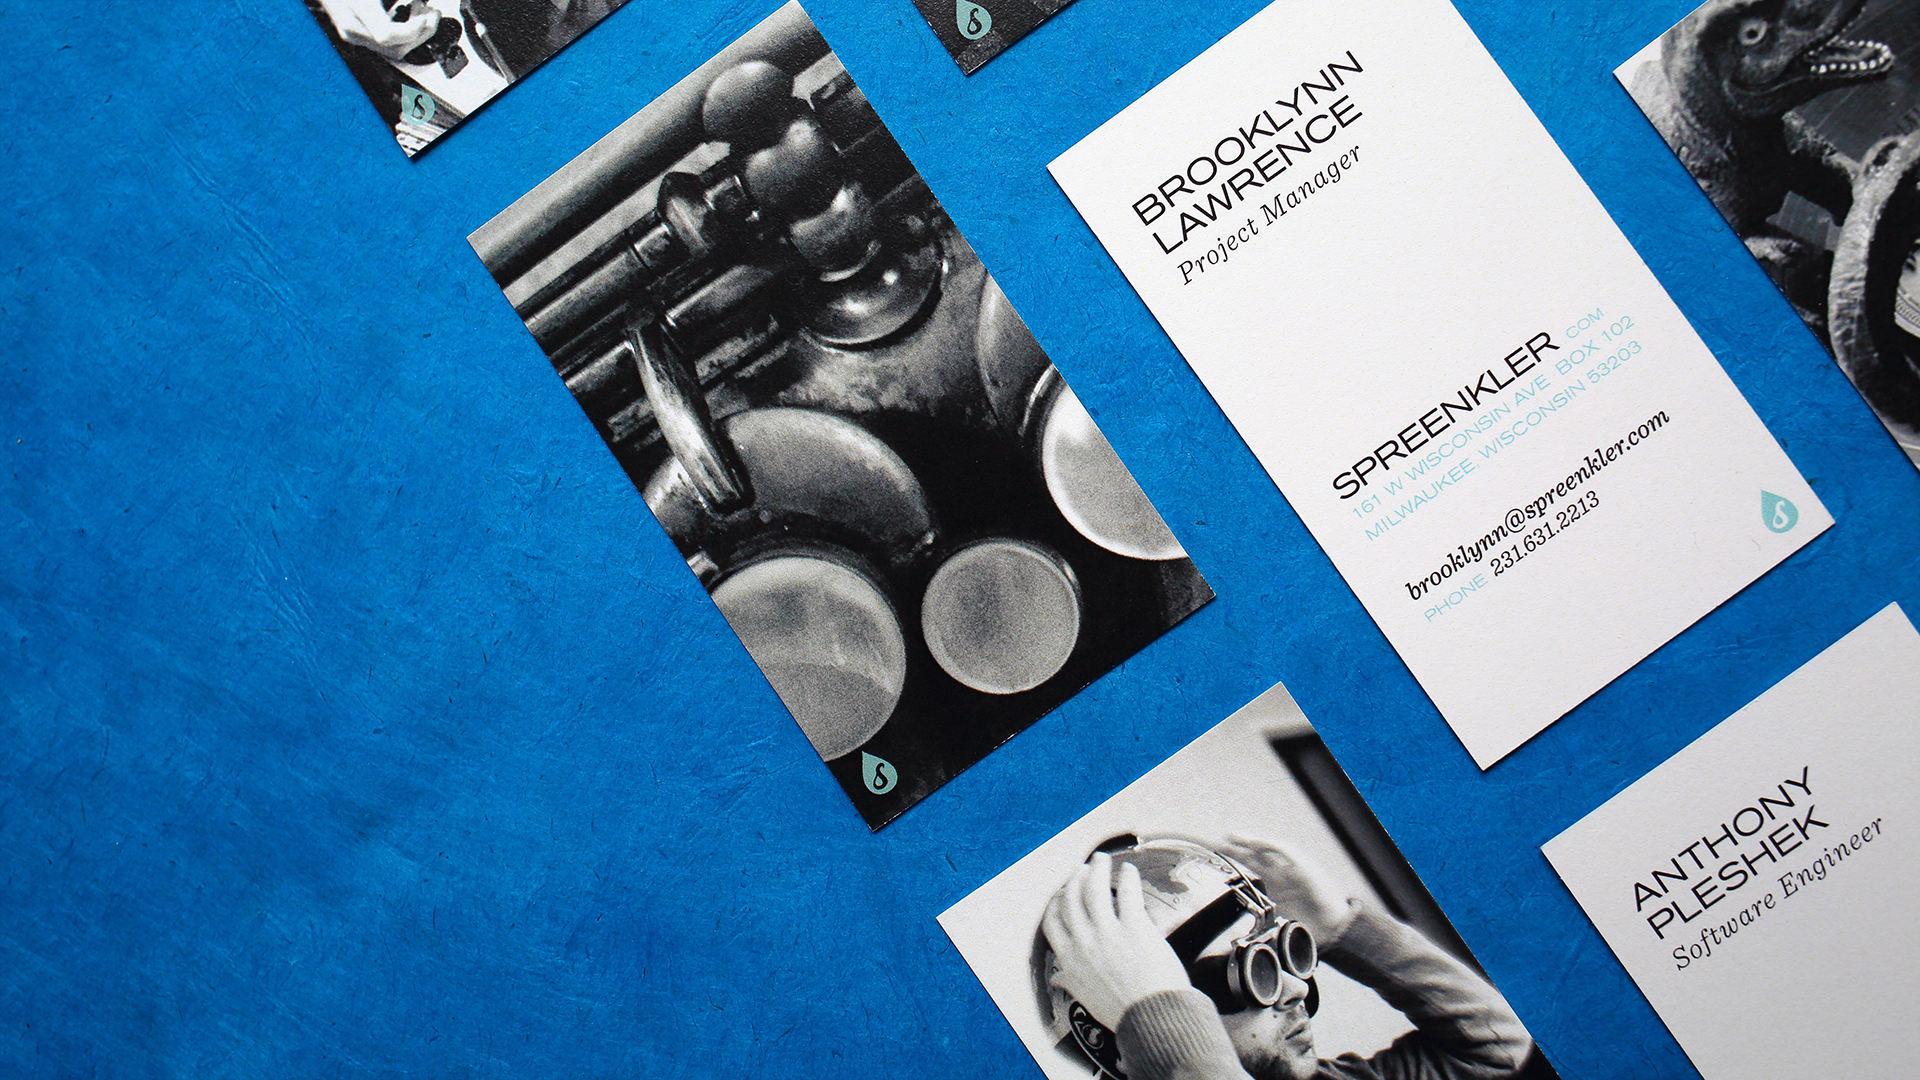 BROOKLYNN
LAWRENCE
Project Manager
SPREENKLER COM
161 W WISCONSIN AVE BOX 102
MILWAUKEE, WISCONSIN 53203
brooklynn@spreenkler.com
PHONE 231.631.2213
ANTHONY
PLESHEK
Software Engineer